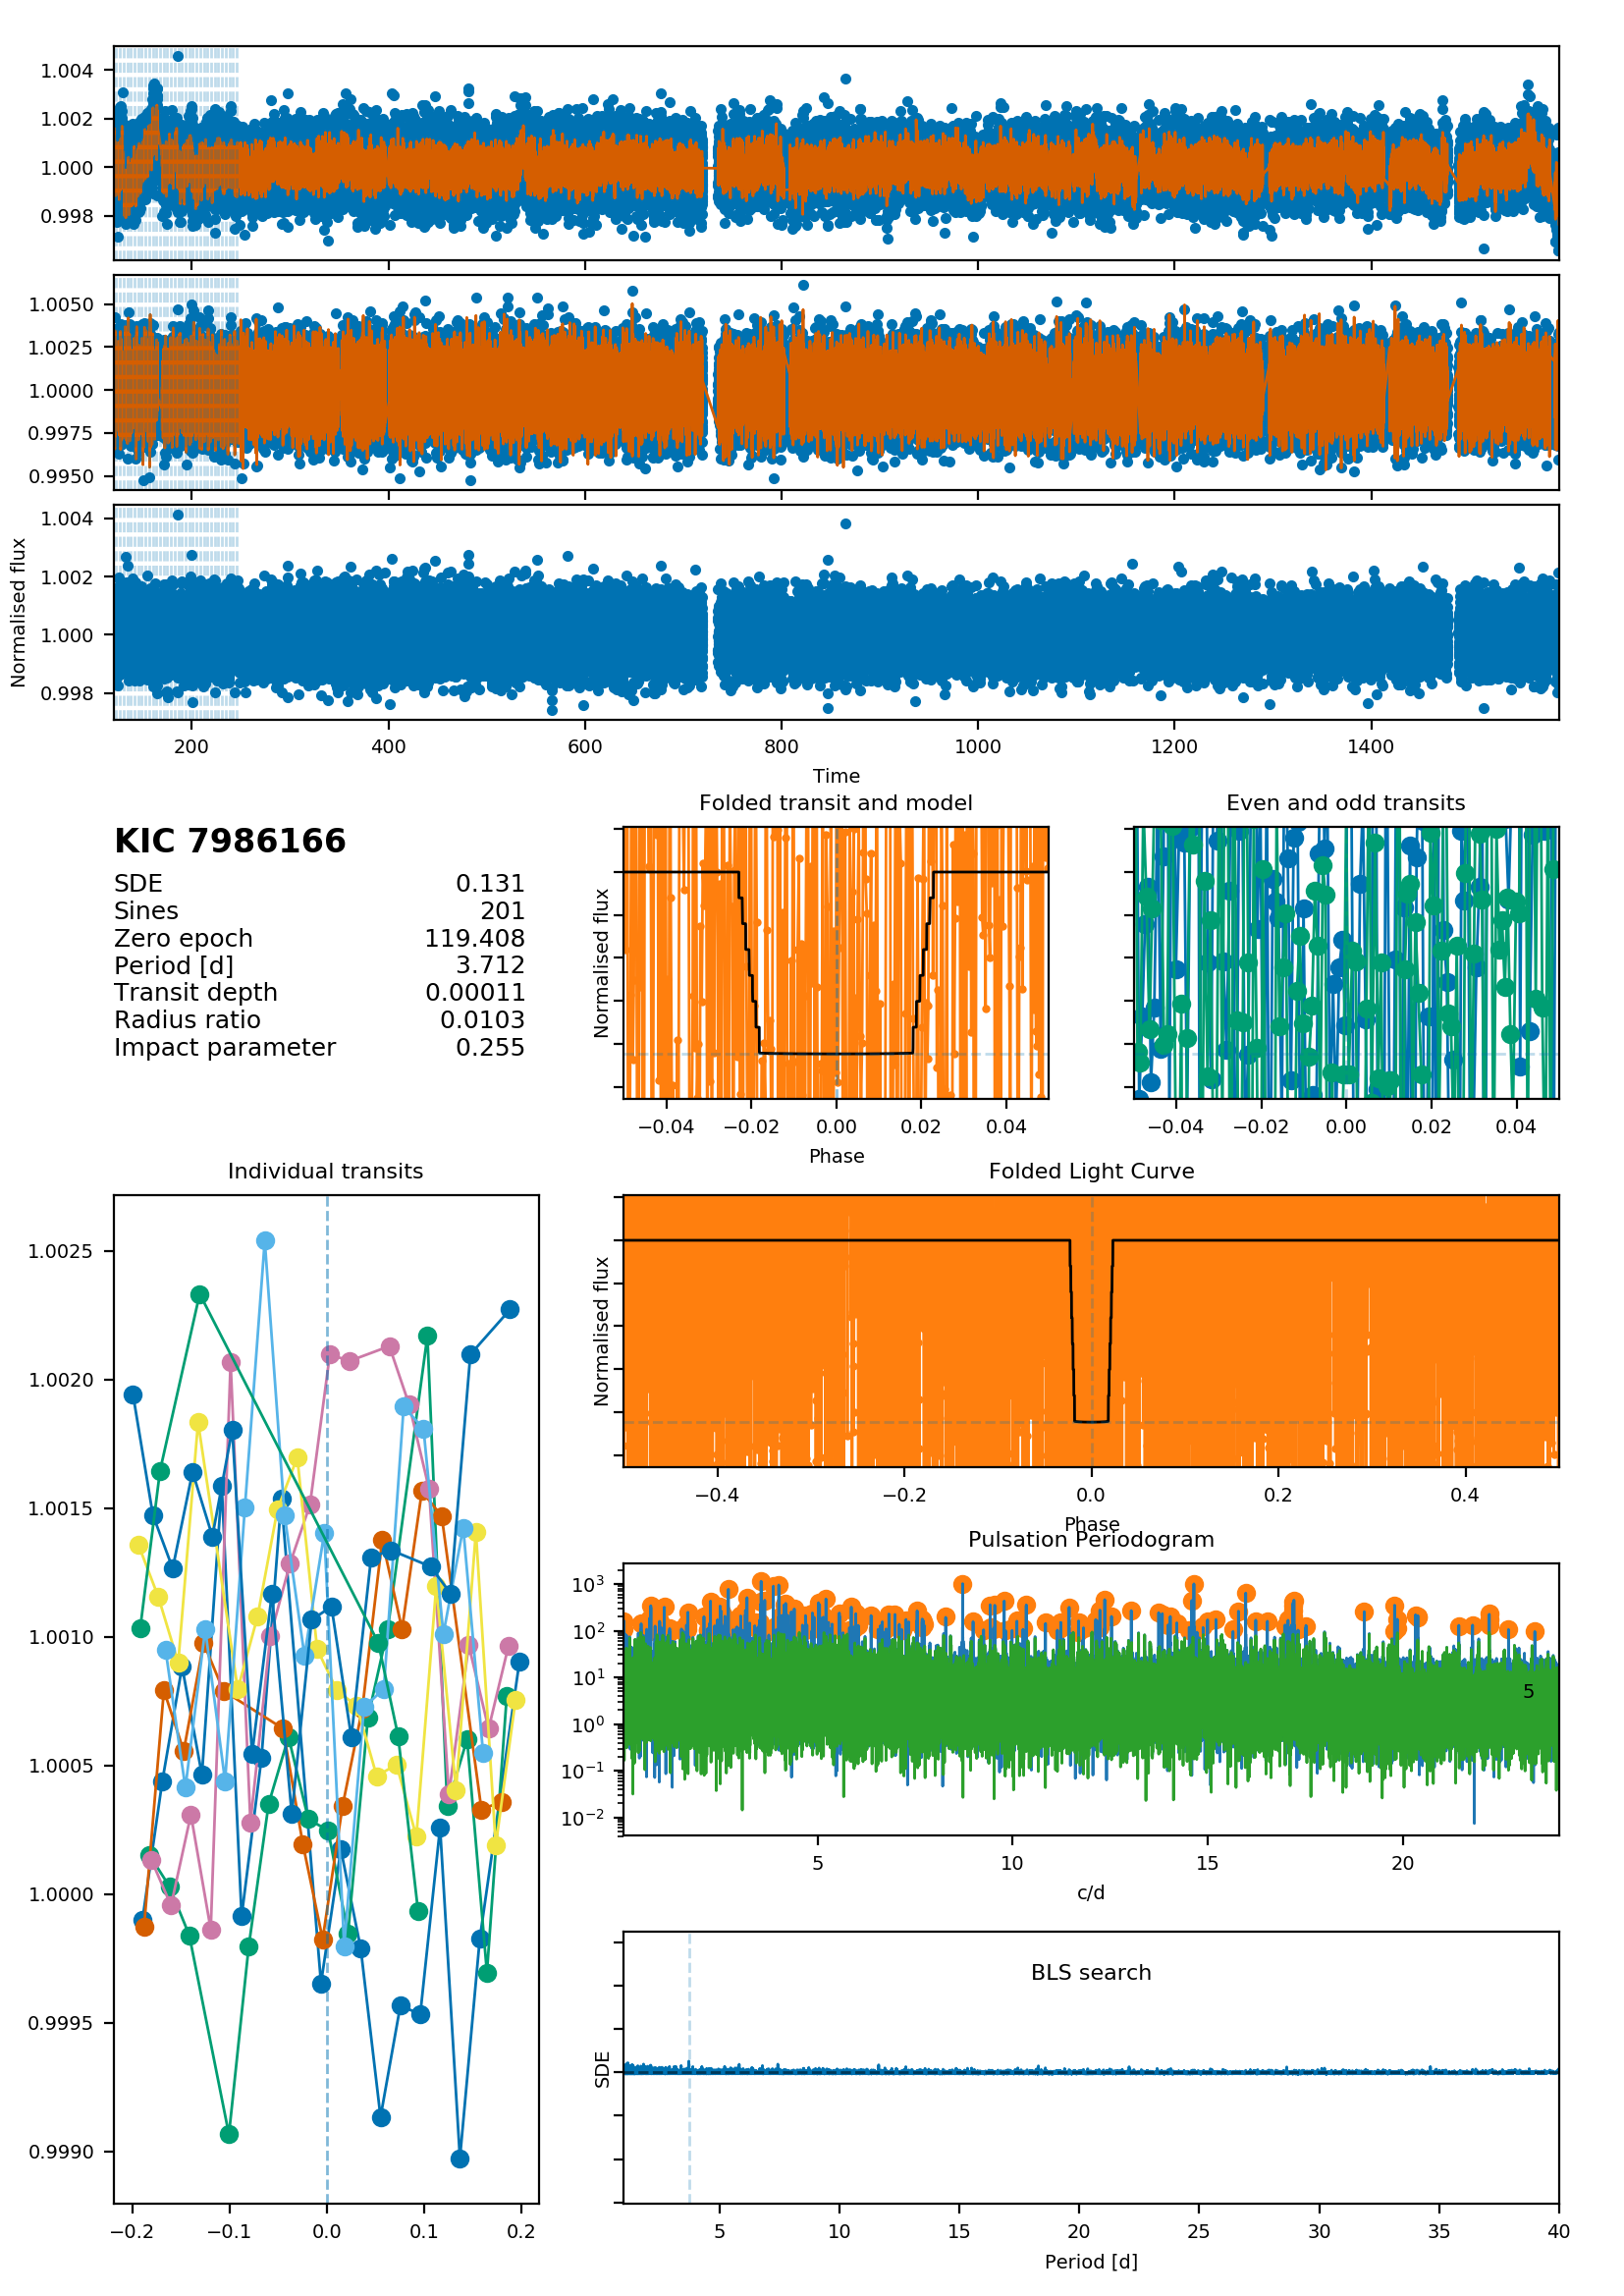 1.004
1.002
1.000
0.998
1.0050
1.0025
1.0000
0.9975
0.9950
1.004
1.002
1.000
0.998
Normalised flux
200 400 600 800 1000 1200 1400
Time
KIC 7986166
SDE 0.131
Sines 201
Zero epoch 119.408
Period [d] 3.712
Transit depth 0.00011
Radius ratio 0.0103
Impact parameter 0.255
Folded transit and model
Normalised flux
−0.04 −0.02 0.00 0.02 0.04
Phase
Even and odd transits
−0.04 −0.02 0.00 0.02 0.04
Individual transits
1.0025
1.0020
1.0015
1.0010
1.0005
1.0000
0.9995
0.9990
−0.2 −0.1 0.0 0.1 0.2
Folded Light Curve
Normalised flux
−0.4 −0.2 0.0 0.2 0.4
Phase
Pulsation Periodogram
10³
10²
10¹
10⁰
10⁻¹
10⁻²
5
5 10 15 20
c/d
BLS search
SDE
5 10 15 20 25 30 35 40
Period [d]